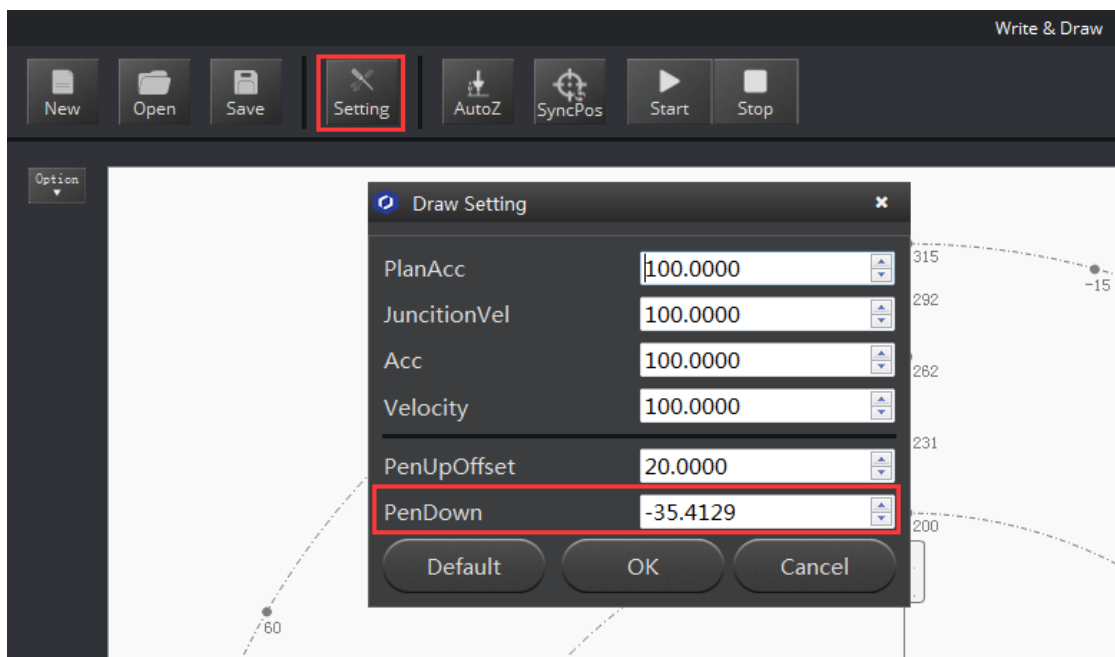 Write & Draw
New Open Save Setting AutoZ SyncPos Start Stop
Option
Draw Setting
PlanAcc 100.0000
JuncitionVel 100.0000
Acc 100.0000
Velocity 100.0000
PenUpOffset 20.0000
PenDown -35.4129
Default OK Cancel
315
-15
292
262
231
200
60